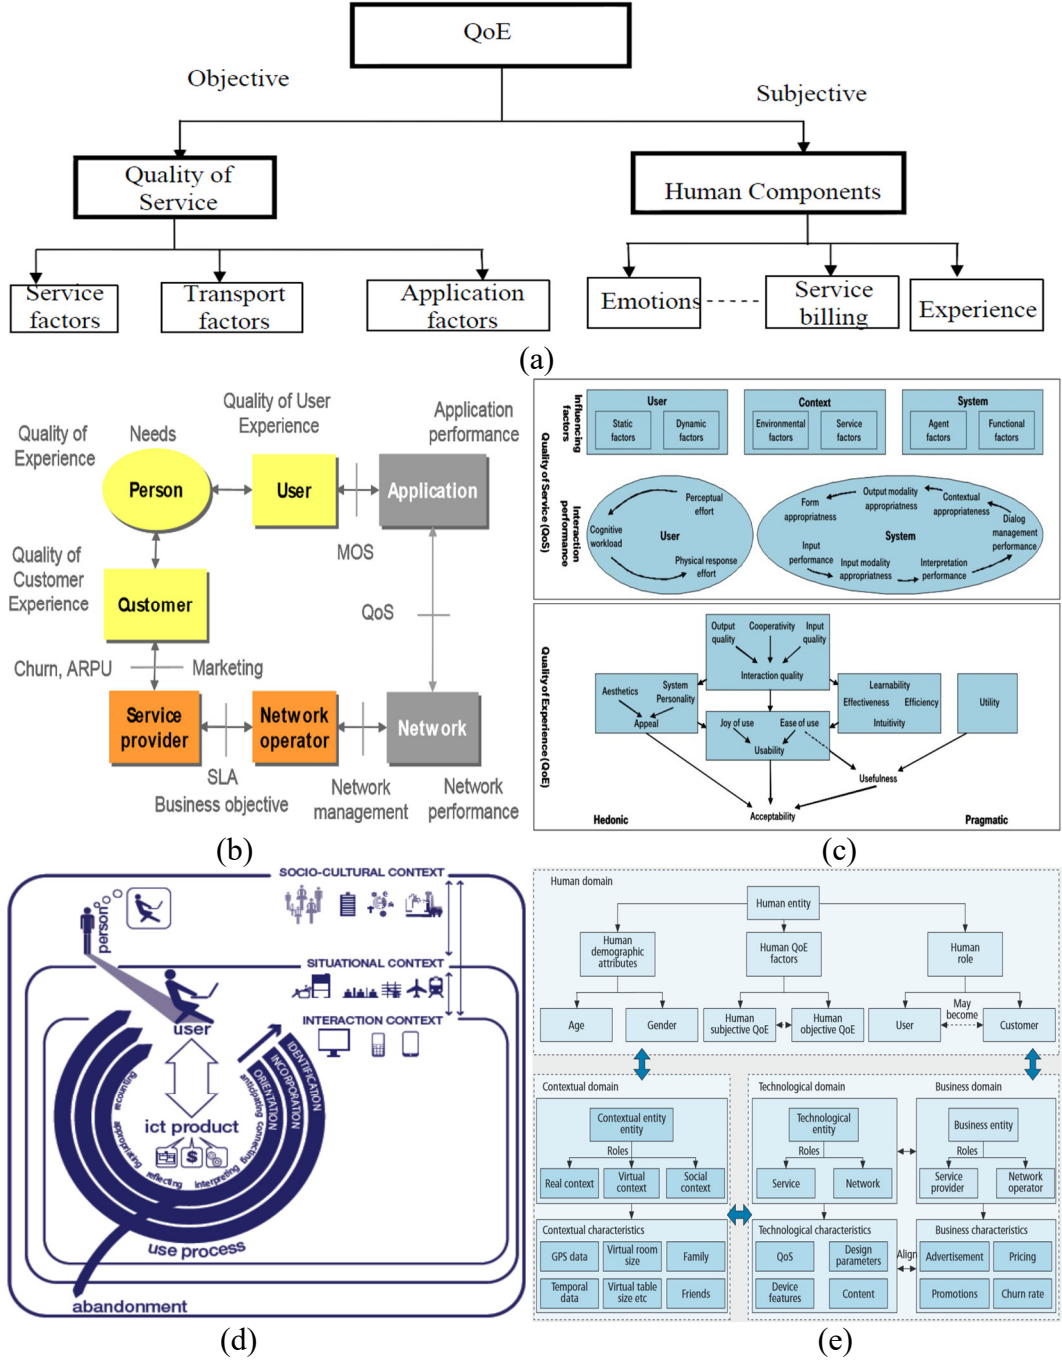 QoE
Objective
Subjective
Quality of
Service
Human Components
Service
factors
Transport
factors
Application
factors
Emotions
Service
billing
Experience
(a)
Quality of User
Experience
Application
performance
Quality of
Experience
Needs
Person
User
Application
MOS
Quality of
Customer
Experience
Qustomer
QoS
Churn, ARPU
Marketing
Service
provider
Network
operator
Network
SLA
Business objective
Network
management
Network
performance
(b)
Quality of Service (QoS)
Influencing
factors
User
Static
factors
Dynamic
factors
Context
Environmental
factors
Service
factors
System
Agent
factors
Functional
factors
Interaction
performance
Perceptual
effort
Cognitive
workload
User
Physical response
effort
Output modality
appropriateness
Contextual
appropriateness
Form
appropriatness
Dialog
management
performance
System
Input
performance
Input modality
appropriateness
Interpretation
performance
Quality of Experience (QoE)
Output
quality
Cooperativity
Input
quality
Interaction quality
Aesthetics
System
Personality
Appeal
Learnability
Effectiveness
Efficiency
Intuitivity
Utility
Joy of use
Ease of use
Usability
Usefulness
Acceptability
Hedonic
Pragmatic
(c)
SOCIO-CULTURAL CONTEXT
person
SITUATIONAL CONTEXT
user
INTERACTION CONTEXT
IDENTIFICATION
INCORPORATION
ORIENTATION
ict product
$
recounting
appropriating
reflecting
interpreting
connecting
anticipating
use process
abandonment
(d)
Human domain
Human entity
Human
demographic
attributes
Human QoE
factors
Human
role
Age
Gender
Human
subjective QoE
Human
objective QoE
User
May
become
Customer
Contextual domain
Contextual entity
entity
Roles
Real context
Virtual
context
Social
context
Contextual characteristics
GPS data
Virtual room
size
Family
Temporal
data
Virtual table
size etc
Friends
Technological domain
Technological
entity
Roles
Service
Network
Technological characteristics
QoS
Design
parameters
Device
features
Content
Align
Business domain
Business entity
Roles
Service
provider
Network
operator
Business characteristics
Advertisement
Pricing
Promotions
Churn rate
(e)